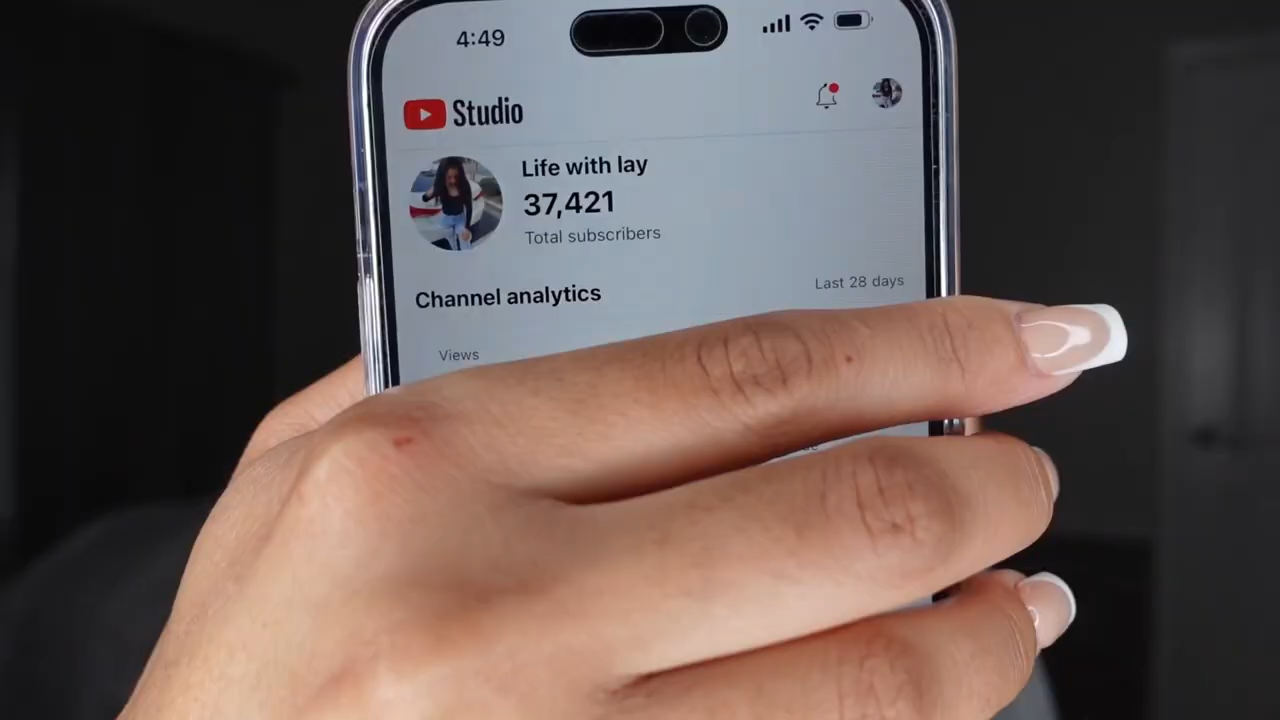 4:49
Studio
Life with lay
37,421
Total subscribers
Channel analytics
Last 28 days
Views